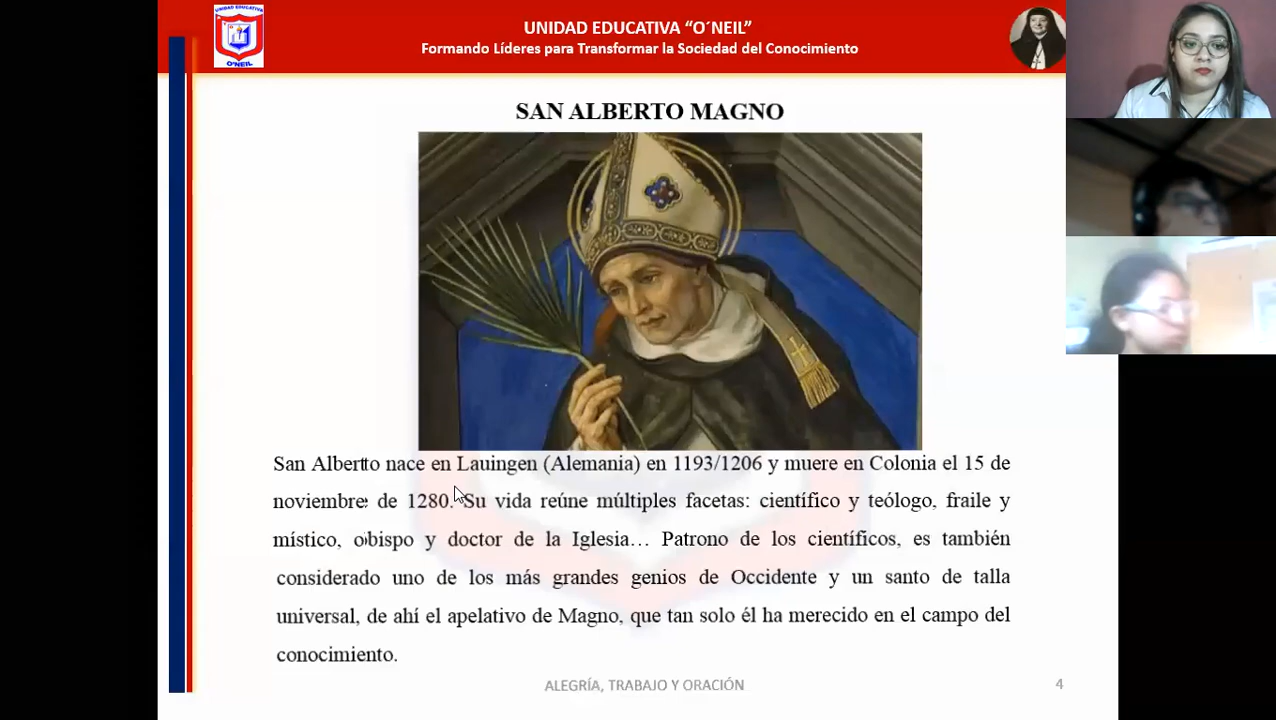 UNIDAD EDUCATIVA
O´NEIL
UNIDAD EDUCATIVA “O´NEIL”
Formando Líderes para Transformar la Sociedad del Conocimiento
SAN ALBERTO MAGNO
San Alberto nace en Lauingen (Alemania) en 1193/1206 y muere en Colonia el 15 de
noviembre de 1280. Su vida reúne múltiples facetas: científico y teólogo, fraile y
místico, obispo y doctor de la Iglesia… Patrono de los científicos, es también
considerado uno de los más grandes genios de Occidente y un santo de talla
universal, de ahí el apelativo de Magno, que tan solo él ha merecido en el campo del
conocimiento.
ALEGRÍA, TRABAJO Y ORACIÓN
4